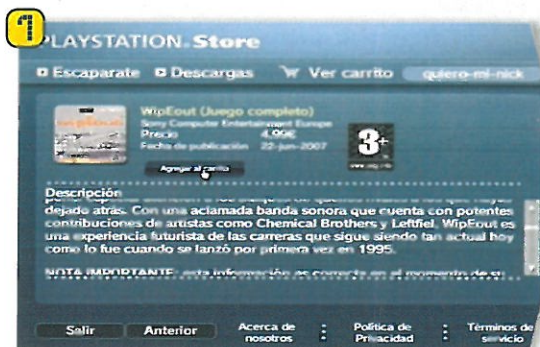 1
PLAYSTATION®Store
Escaparate Descargas Ver carrito quiero-mi-nick
WipEout (Juego completo)
Sony Computer Entertainment Europe
Precio 4,99€
Fecha de publicación 22-jun-2007
3+
Agregar al carrito
Descripción
dejado atrás. Con una aclamada banda sonora que cuenta con potentes
contribuciones de artistas como Chemical Brothers y Leftfiel, WipEout es
una experiencia futurista de las carreras que sigue siendo tan actual hoy
como lo fue cuando se lanzó por primera vez en 1995.
NOTA IMPORTANTE: esta información es correcta en el momento de su
Salir Anterior Acerca de nosotros Política de Privacidad Términos de servicio